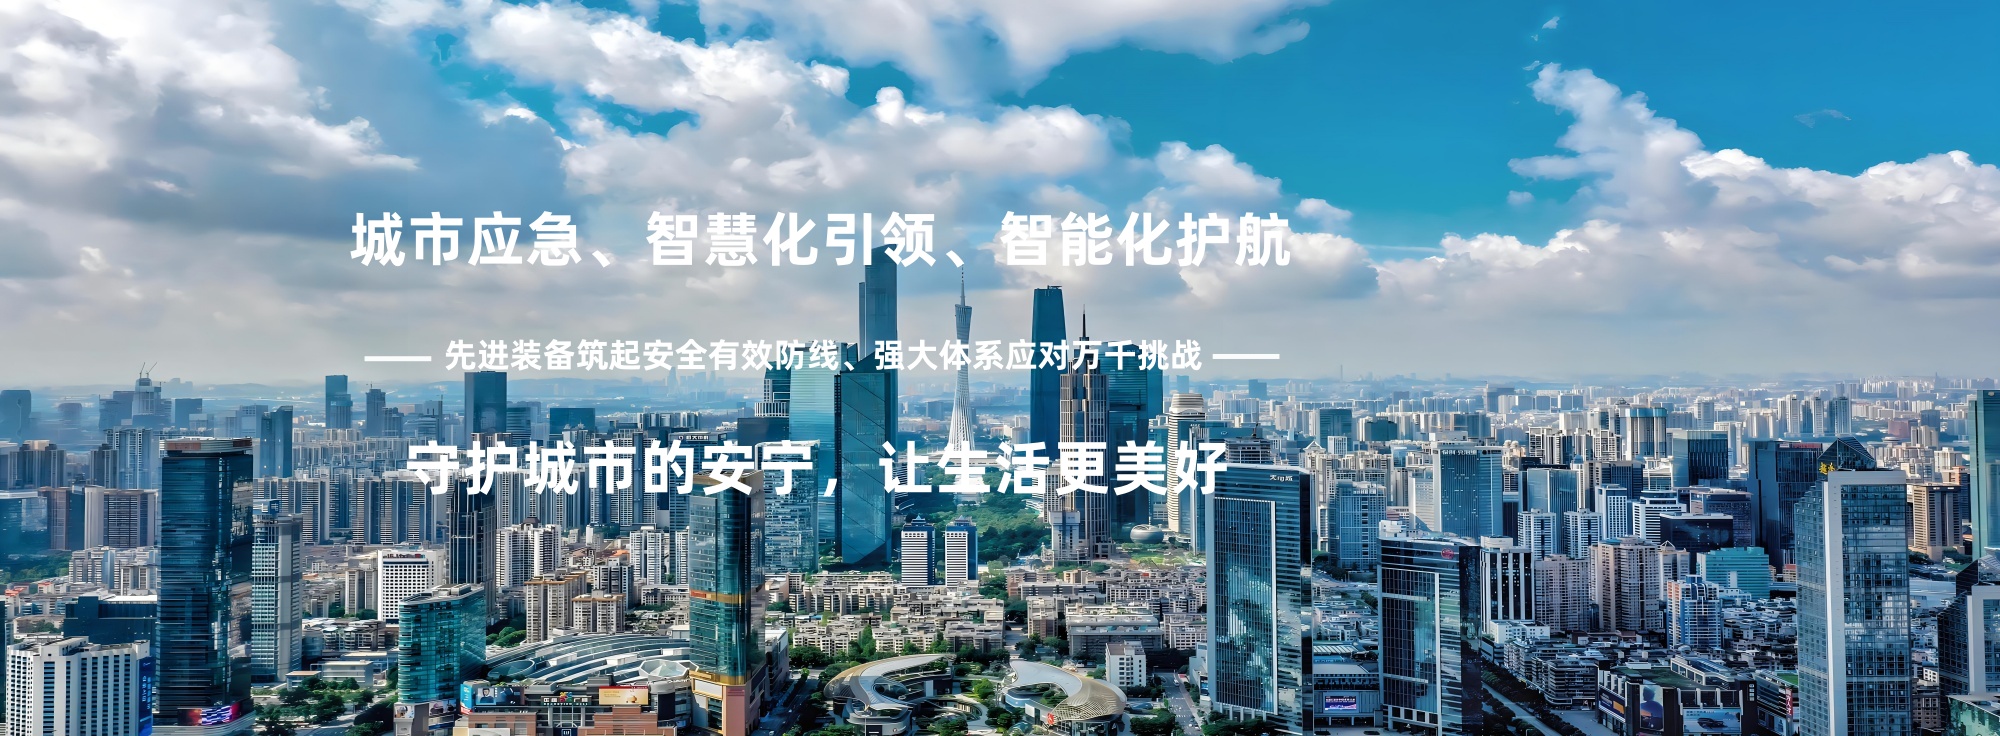 城市应急、智慧化引领、智能化护航
—— 先进装备筑起安全有效防线、强大体系应对万千挑战 ——
守护城市的安宁，让生活更美好